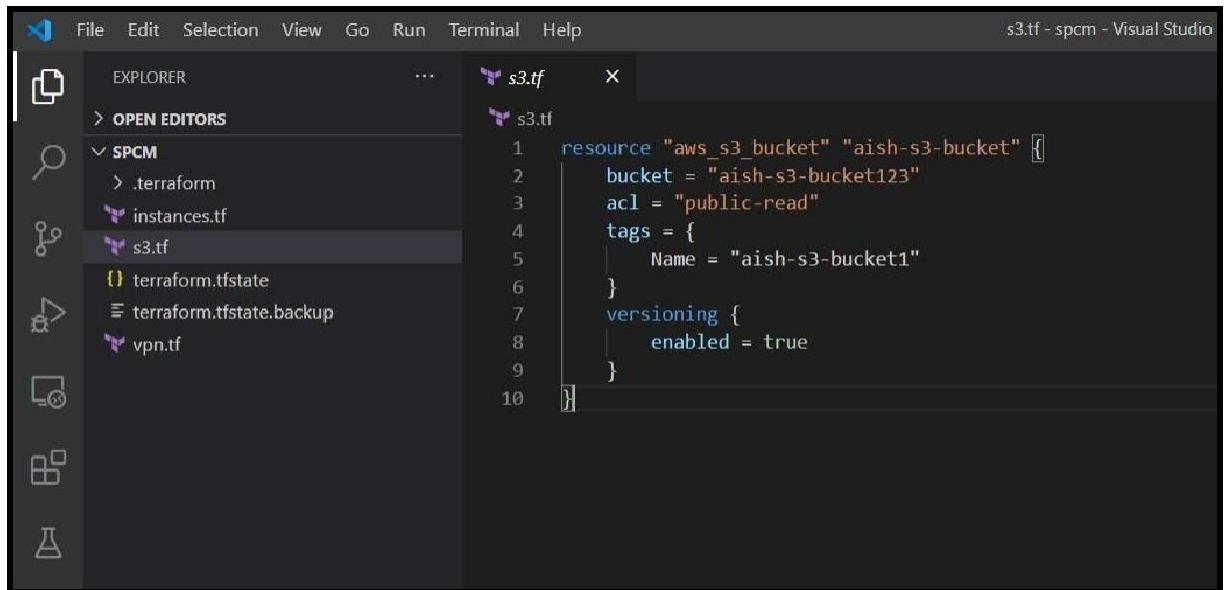 File Edit Selection View Go Run Terminal Help s3.tf - spcm - Visual Studio
EXPLORER ...
OPEN EDITORS
SPCM
.terraform
instances.tf
s3.tf
terraform.tfstate
terraform.tfstate.backup
vpn.tf
s3.tf
s3.tf
1 resource "aws_s3_bucket" "aish-s3-bucket" {
2 bucket = "aish-s3-bucket123"
3 acl = "public-read"
4 tags = {
5 Name = "aish-s3-bucket1"
6 }
7 versioning {
8 enabled = true
9 }
10 }